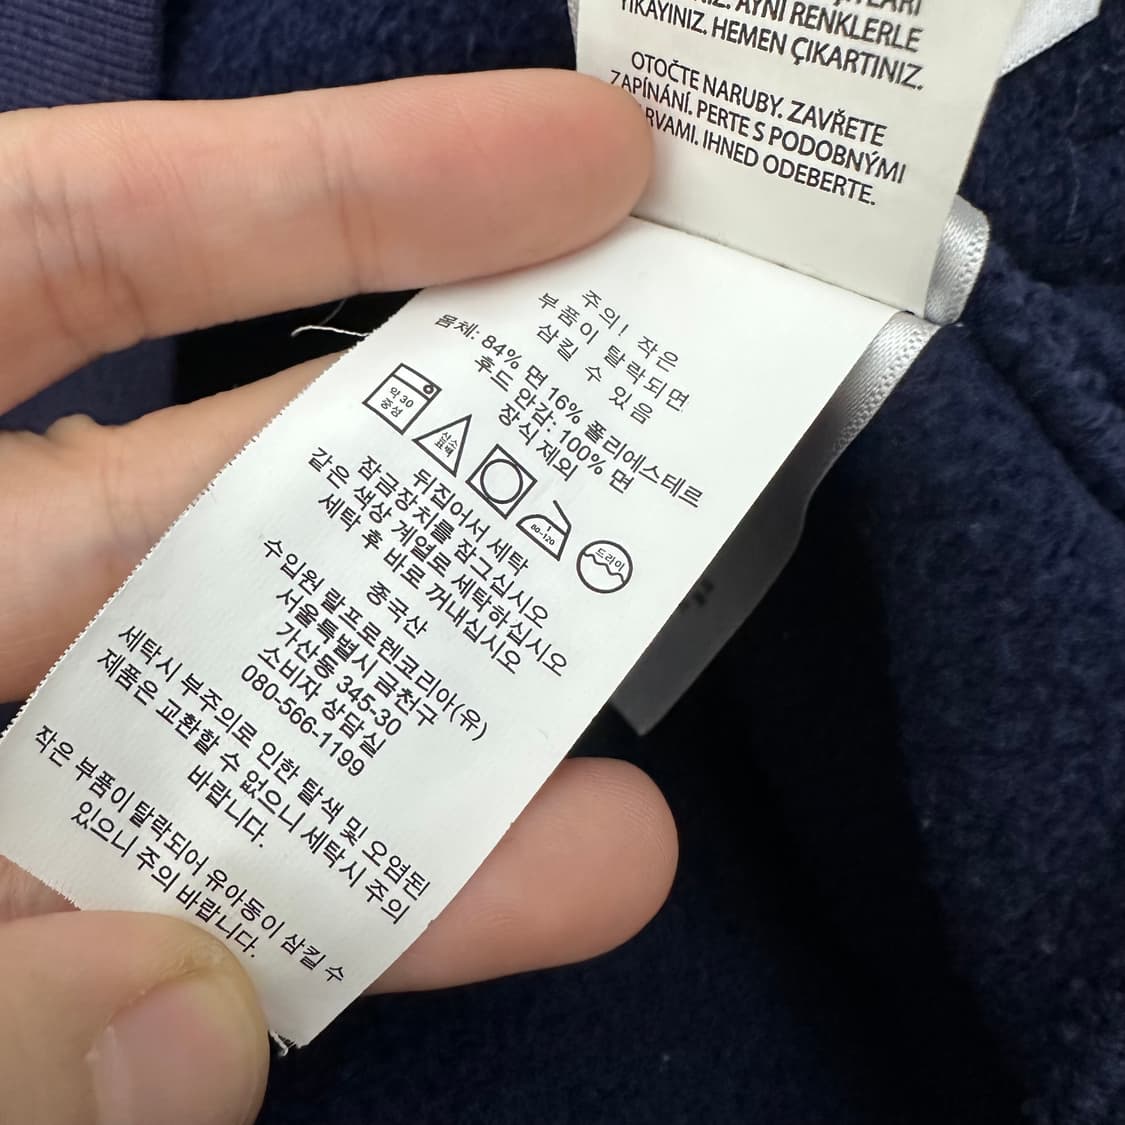 AYNI RENKLERLE
YIKAYINIZ. HEMEN ÇIKARTINIZ.
OTOČTE NARUBY. ZAVŘETE
ZAPÍNÁNÍ. PERTE S PODOBNÝMI
RVAMI. IHNED ODEBERTE.
주의! 작은
부품이 탈락되면
삼킬 수 있음
몸체: 84% 면 16% 폴리에스테르
후드 안감: 100% 면
장식 제외
약 30
중성
산소
표백
80-120
드라이
뒤집어서 세탁
잠금장치를 잠그십시오
같은 색상 계열로 세탁하십시오
세탁 후 바로 꺼내십시오
중국산
수입원 랄프로렌코리아(유)
서울특별시 금천구
가산동 345-30
소비자 상담실
080-566-1199
세탁시 부주의로 인한 탈색 및 오염된
제품은 교환할 수 없으니 세탁시 주의
바랍니다.
작은 부품이 탈락되어 유아동이 삼킬 수
있으니 주의 바랍니다.